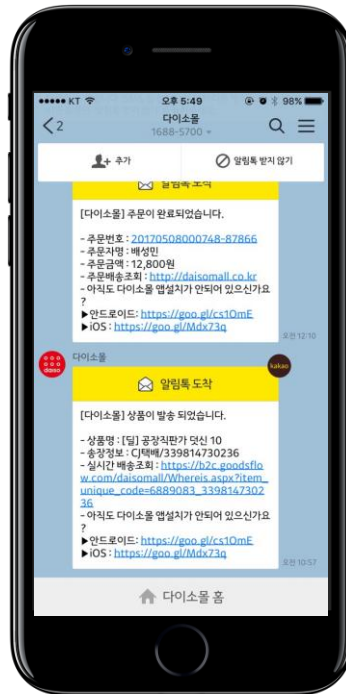 KT 오후 5:49 98%
2 다이소몰
1688-5700
추가 알림톡 받지 않기
알림톡 도착
[다이소몰] 주문이 완료되었습니다.
- 주문번호 : 20170508000748-87866
- 주문자명 : 배성민
- 주문금액 : 12,800원
- 주문배송조회 : http://daisomall.co.kr
- 아직도 다이소몰 앱설치가 안되어 있으신가요
?
▶안드로이드: https://goo.gl/cs1OmE
▶iOS : https://goo.gl/Mdx73q
오전 12:10
daiso 다이소몰
kakao
알림톡 도착
[다이소몰] 상품이 발송 되었습니다.
- 상품명 : [딜] 공장직판가 덧신 10
- 송장정보 : CJ택배/339814730236
- 실시간 배송조회 : https://b2c.goodsflo
w.com/daisomall/Whereis.aspx?item_
unique_code=6889083_3398147302
36
- 아직도 다이소몰 앱설치가 안되어 있으신가요
?
▶안드로이드: https://goo.gl/cs1OmE
▶iOS : https://goo.gl/Mdx73q
오전 10:57
다이소몰 홈